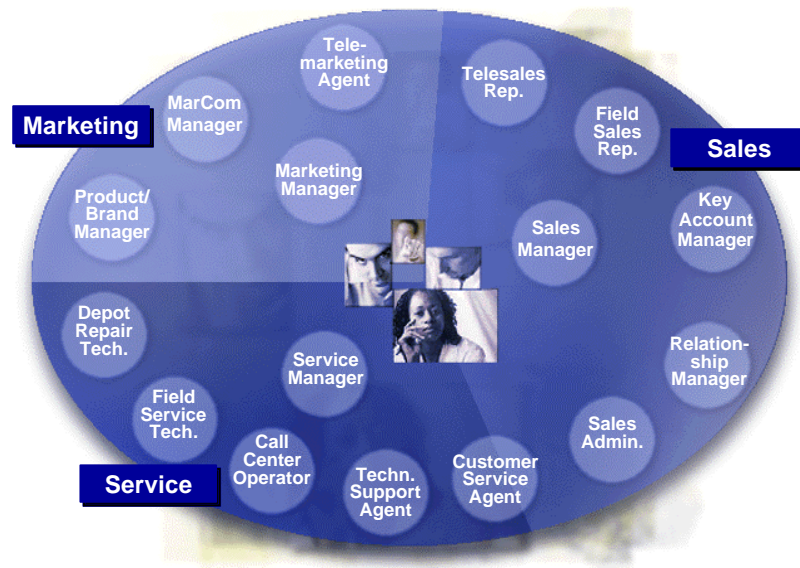 Tele-
marketing
Agent
Telesales
Rep.
MarCom
Manager
Field
Sales
Rep.
Marketing
Sales
Marketing
Manager
Product/
Brand
Manager
Key
Account
Manager
Sales
Manager
Depot
Repair
Tech.
Service
Manager
Relation-
ship
Manager
Field
Service
Tech.
Sales
Admin.
Call
Center
Operator
Techn.
Support
Agent
Customer
Service
Agent
Service